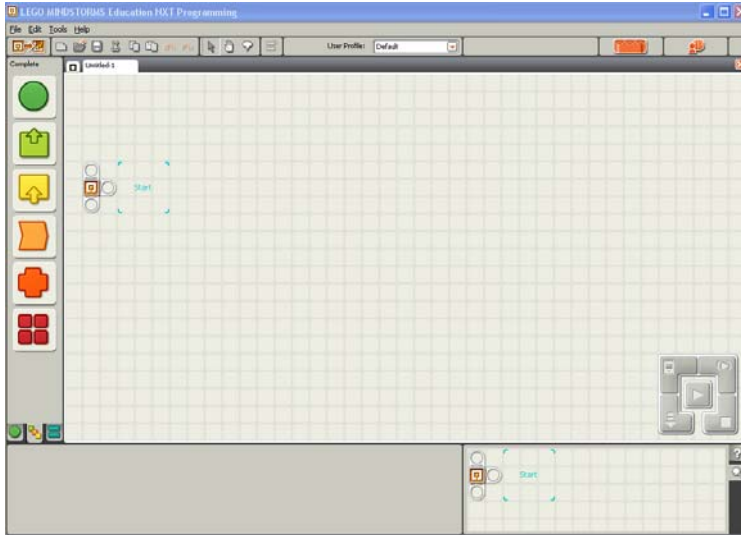 LEGO MINDSTORMS Education NXT Programming
File Edit Tools Help
User Profile: Default
Complete
Untitled-1
Start
Start
?